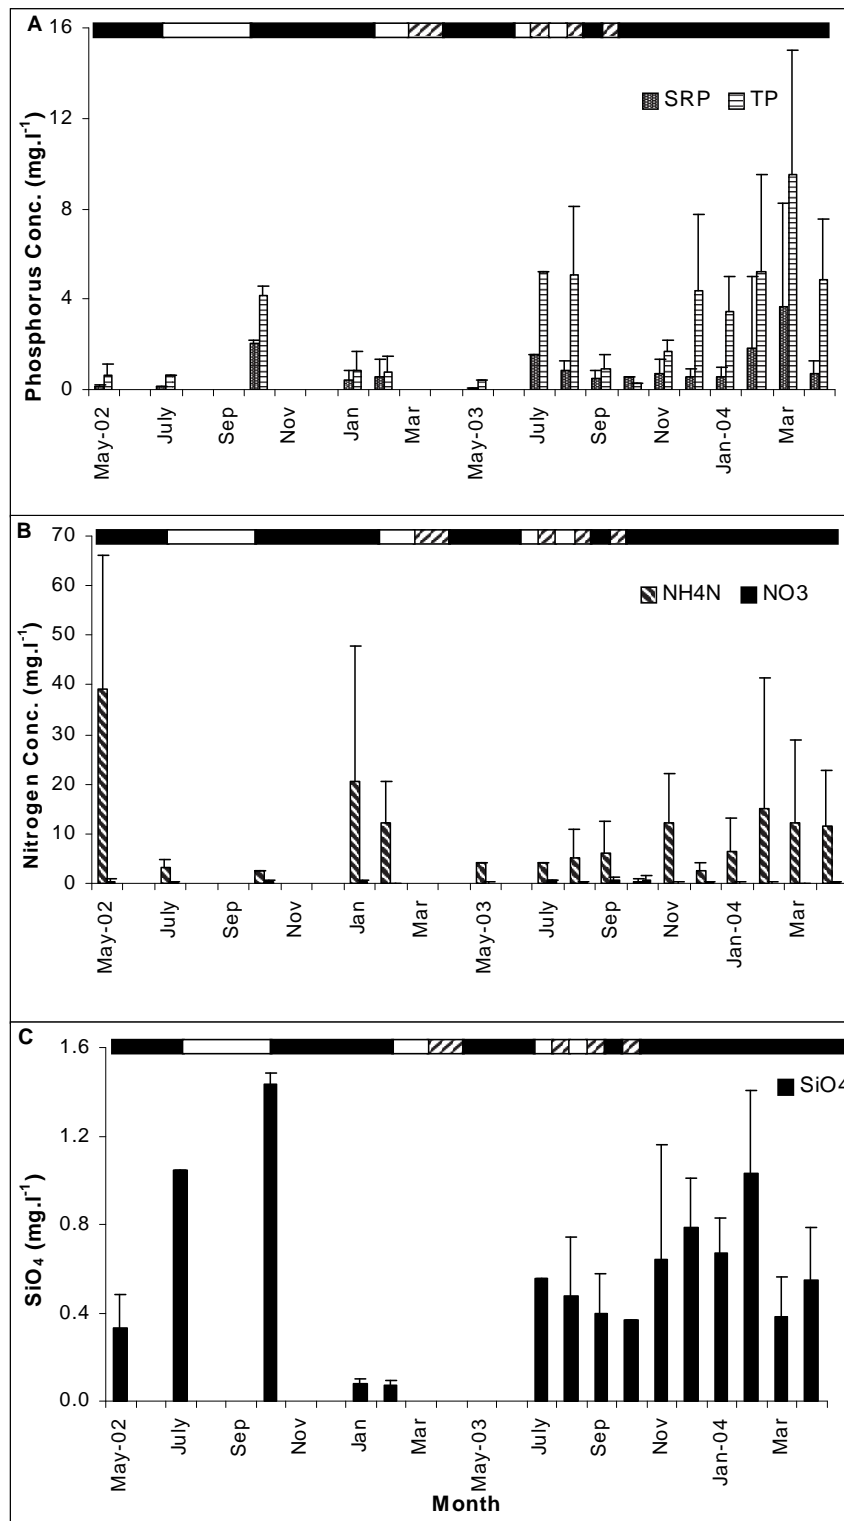 A
16
12
8
4
0
Phosphorus Conc. (mg.l-1)
SRP TP
May-02 July Sep Nov Jan Mar May-03 July Sep Nov Jan-04 Mar
B
70
60
50
40
30
20
10
0
Nitrogen Conc. (mg.l-1)
NH4N NO3
May-02 July Sep Nov Jan Mar May-03 July Sep Nov Jan-04 Mar
C
1.6
1.2
0.8
0.4
0.0
SiO4 (mg.l-1)
SiO4
May-02 July Sep Nov Jan Mar May-03 July Sep Nov Jan-04 Mar
Month